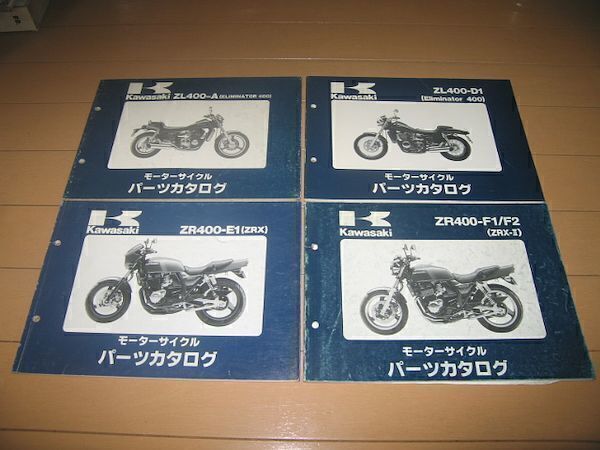 Kawasaki
ZL400-A (ELIMINATOR 400)
モーターサイクル
パーツカタログ
Kawasaki
ZL400-D1
(Eliminator 400)
モーターサイクル
パーツカタログ
Kawasaki
ZR400-E1 (ZRX)
モーターサイクル
パーツカタログ
Kawasaki
ZR400-F1/F2
(ZRX-II)
モーターサイクル
パーツカタログ